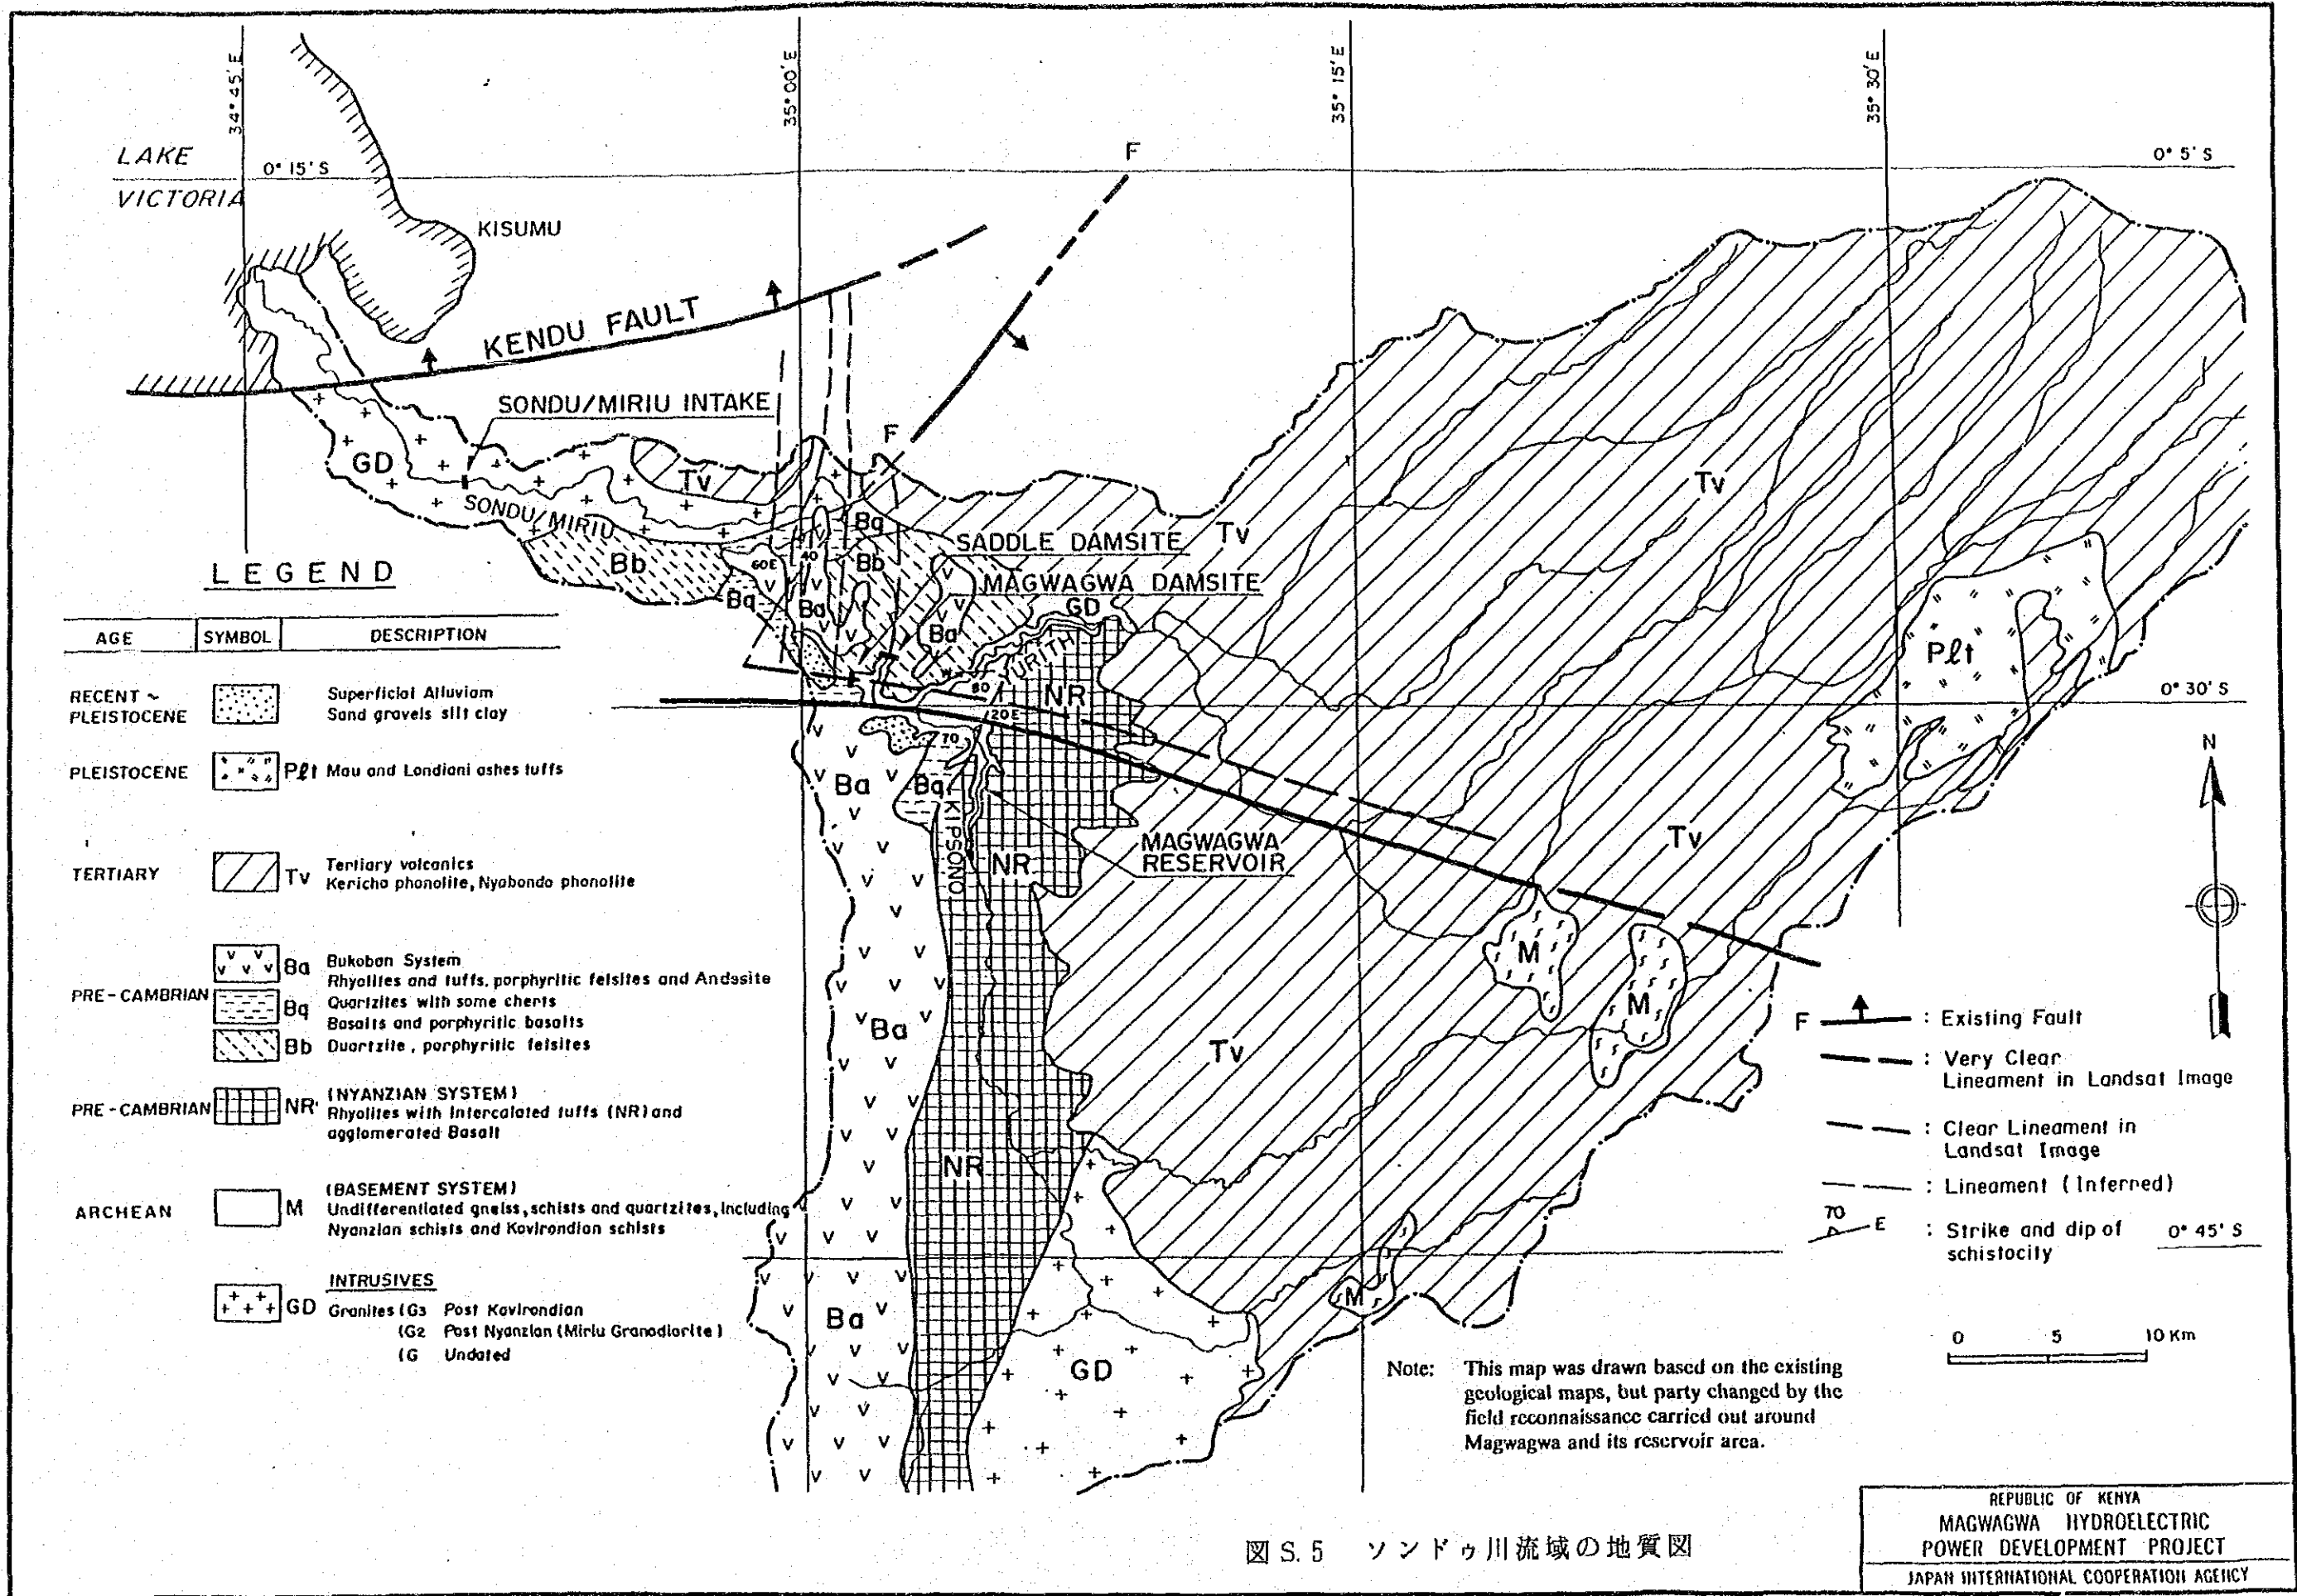 34° 45' E
35° 00' E
35° 15' E
35° 30' E
LAKE
VICTORIA
0° 15' S
0° 5' S
F
KISUMU
KENDU FAULT
SONDU/MIRIU INTAKE
F
GD
Tv
Tv
SONDU/MIRIU
Bq
SADDLE DAMSITE
Tv
Bb
60E
40
Bb
MAGWAGWA DAMSITE
Bq
Ba
GD
Ba
Plt
80
NR
0° 30' S
20E
70
Ba
Bq
KIPSONO
NR
MAGWAGWA
RESERVOIR
Tv
N
M
M
Ba
Tv
NR
M
Ba
GD
LEGEND
AGE SYMBOL DESCRIPTION
RECENT ~
PLEISTOCENE
Superficial Alluviam
Sand gravels silt clay
PLEISTOCENE Plt Mau and Londiani ashes tuffs
TERTIARY Tv Tertiary volcanics
Kericho phonolite, Nyabondo phonolite
PRE-CAMBRIAN
Ba Bukoban System
Rhyolites and tuffs, porphyritic felsites and Andesite
Bq Quartzites with some cherts
Basalts and porphyritic basalts
Bb Duartzite, porphyritic felsites
PRE-CAMBRIAN NR (NYANZIAN SYSTEM)
Rhyolites with Intercalated tuffs (NR) and
agglomerated Basalt
ARCHEAN M (BASEMENT SYSTEM)
Undifferentiated gneiss, schists and quartzites, Including
Nyanzian schists and Kavirondian schists
INTRUSIVES
GD Granites (G3 Post Kavirondian
(G2 Post Nyanzian (Miriu Granodiorite)
(G Undated
F : Existing Fault
: Very Clear
Lineament in Landsat Image
: Clear Lineament in
Landsat Image
: Lineament (Inferred)
70 E : Strike and dip of
schistocity
0° 45' S
0 5 10 Km
Note: This map was drawn based on the existing
geological maps, but party changed by the
field reconnaissance carried out around
Magwagwa and its reservoir area.
図 S.5 ソンドゥ川流域の地質図
REPUBLIC OF KENYA
MAGWAGWA HYDROELECTRIC
POWER DEVELOPMENT PROJECT
JAPAN INTERNATIONAL COOPERATION AGENCY